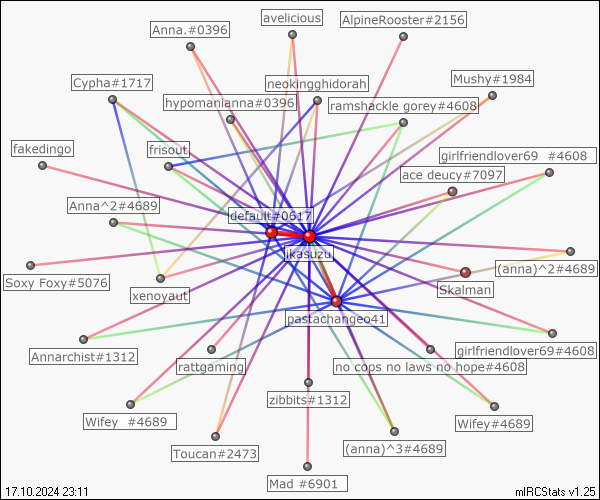 avelicious
Anna.#0396
AlpineRooster#2156
Cypha#1717
neokingghidorah
Mushy#1984
hypomanianna#0396
ramshackle gorey#4608
fakedingo
frisout
girlfriendlover69 #4608
ace deucy#7097
Anna^2#4689
default#0617
ikasuzu
(anna)^2#4689
Soxy Foxy#5076
xenoyaut
Skalman
pastachangeo41
Annarchist#1312
rattgaming
no cops no laws no hope#4608
girlfriendlover69#4608
zibbits#1312
Wifey #4689
Wifey#4689
Toucan#2473
(anna)^3#4689
Mad #6901
17.10.2024 23:11
mIRCStats v1.25